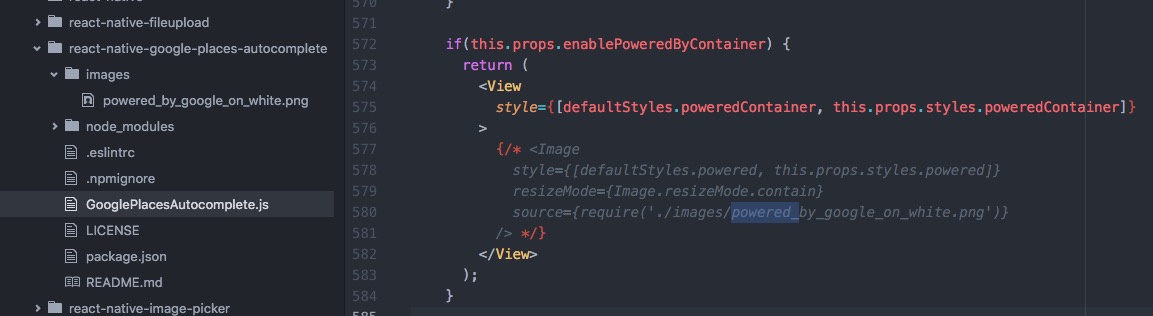 react-native
react-native-fileupload
react-native-google-places-autocomplete
images
powered_by_google_on_white.png
node_modules
.eslintrc
.npmignore
GooglePlacesAutocomplete.js
LICENSE
package.json
README.md
react-native-image-picker
570 }
571
572 if(this.props.enablePoweredByContainer) {
573 return (
574 <View
575 style={[defaultStyles.poweredContainer, this.props.styles.poweredContainer]}
576 >
577 {/* <Image
578 style={[defaultStyles.powered, this.props.styles.powered]}
579 resizeMode={Image.resizeMode.contain}
580 source={require('./images/powered_by_google_on_white.png')}
581 /> */}
582 </View>
583 );
584 }
585